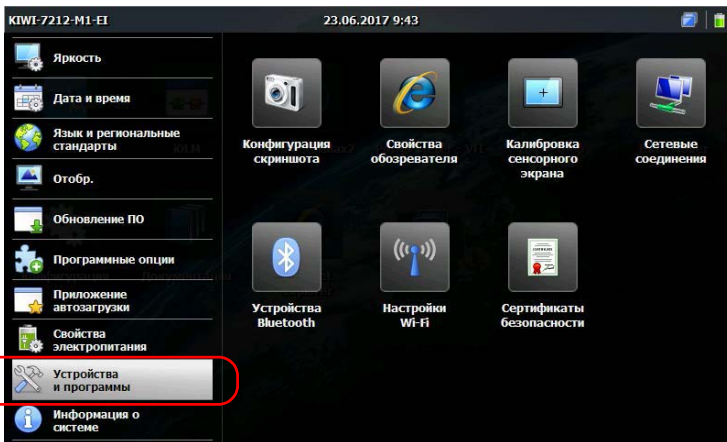 KIWI-7212-M1-EI
23.06.2017 9:43
Яркость
Дата и время
Язык и региональные
стандарты
Отобр.
Обновление ПО
Программные опции
Приложение
автозагрузки
Свойства
электропитания
Устройства
и программы
Информация о
системе
Конфигурация
скриншота
Свойства
обозревателя
Калибровка
сенсорного
экрана
Сетевые
соединения
Устройства
Bluetooth
Настройки
Wi-Fi
Сертификаты
безопасности